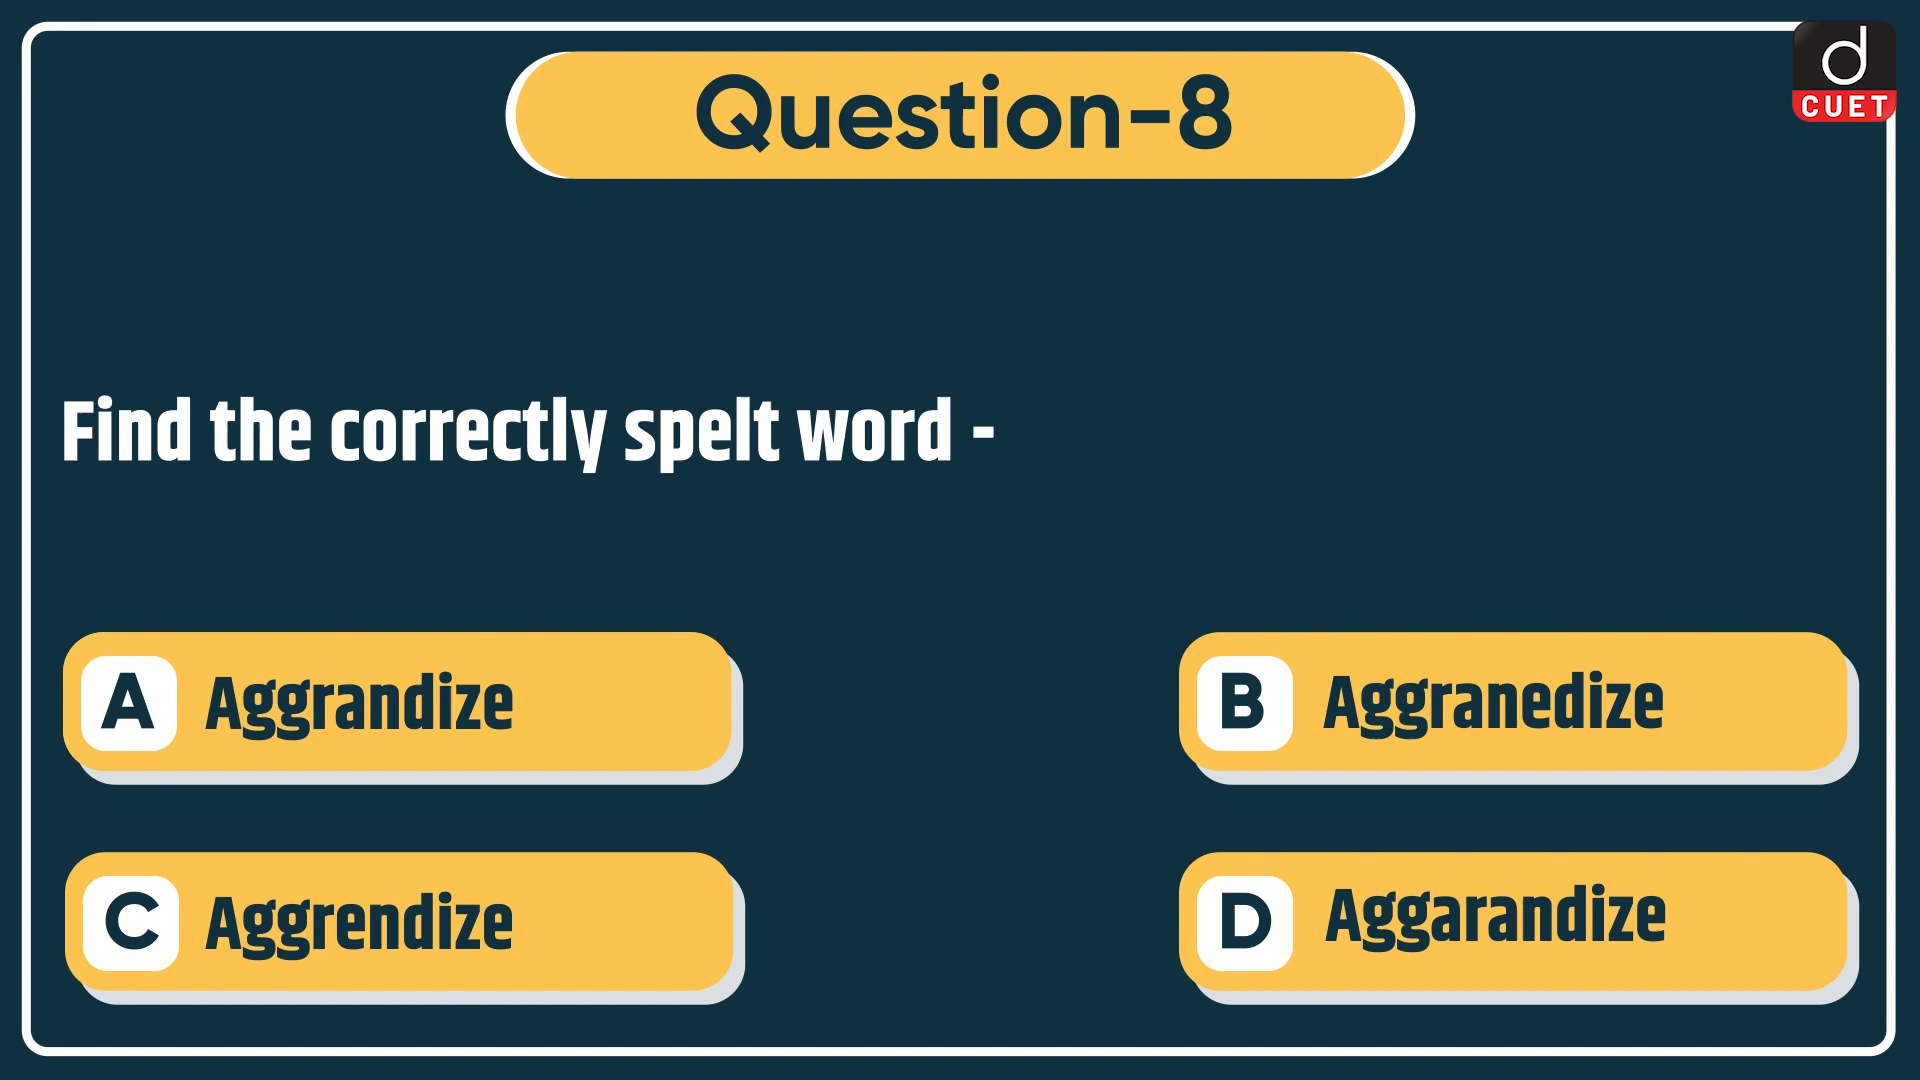 d
CUET
Question-8
Find the correctly spelt word -
A Aggrandize
B Aggranedize
C Aggrendize
D Aggarandize